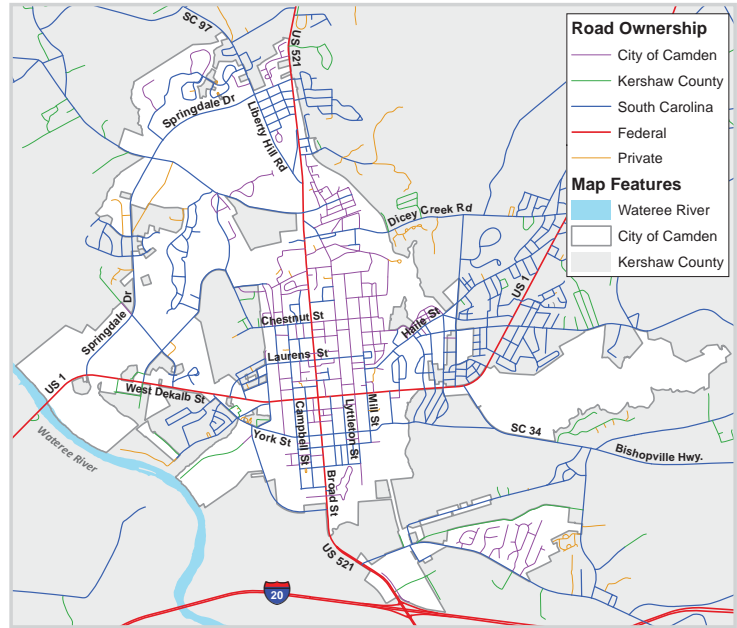 SC 97
US 521
Springdale Dr
Liberty Hill Rd
Dicey Creek Rd
US 1
Chestnut St
Haile St
Laurens St
Springdale Dr
US 1
West Dekalb St
Campbell St
Lyttleton St
Mill St
York St
SC 34
Bishopville Hwy.
Wateree River
Broad St
US 521
20
Road Ownership
City of Camden
Kershaw County
South Carolina
Federal
Private
Map Features
Wateree River
City of Camden
Kershaw County